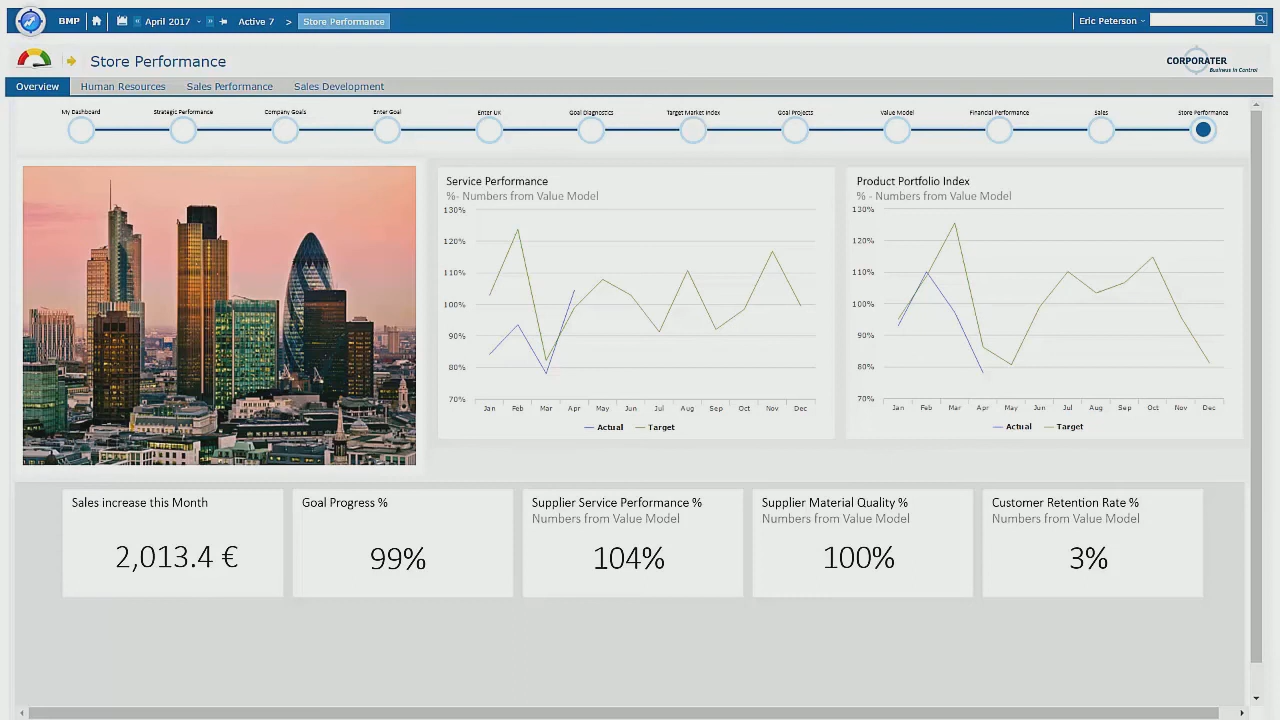 BMP « April 2017 » Active 7 > Store Performance Eric Peterson
Store Performance
CORPORATER
Business in Control
Overview Human Resources Sales Performance Sales Development
My Dashboard Strategic Performance Company Goals Enter Goal Enter UK Goal Diagnostics Target Market Index Goal Projects Value Model Financial Performance Sales Store Performance
Service Performance
%- Numbers from Value Model
130%
120%
110%
100%
90%
80%
70%
Jan Feb Mar Apr May Jun Jul Aug Sep Oct Nov Dec
Actual Target
Product Portfolio Index
% - Numbers from Value Model
130%
120%
110%
100%
90%
80%
70%
Jan Feb Mar Apr May Jun Jul Aug Sep Oct Nov Dec
Actual Target
Sales increase this Month
2,013.4 €
Goal Progress %
99%
Supplier Service Performance %
Numbers from Value Model
104%
Supplier Material Quality %
Numbers from Value Model
100%
Customer Retention Rate %
Numbers from Value Model
3%